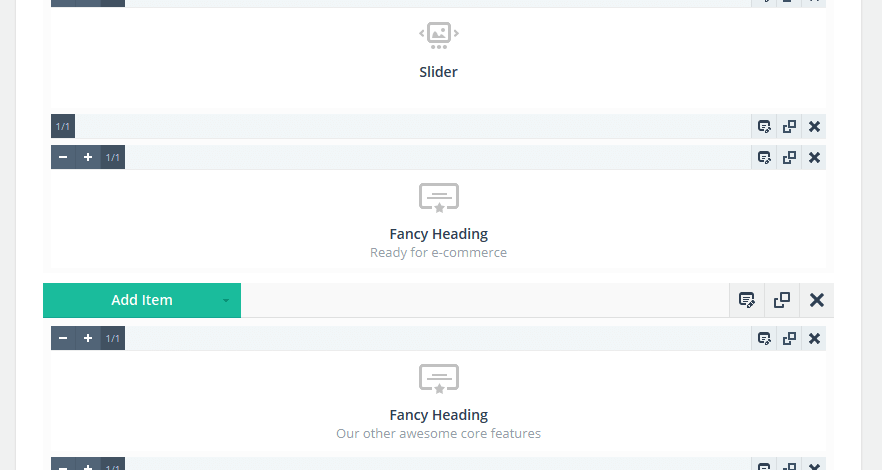 Slider
1/1
1/1
Fancy Heading
Ready for e-commerce
Add Item
1/1
Fancy Heading
Our other awesome core features
1/1